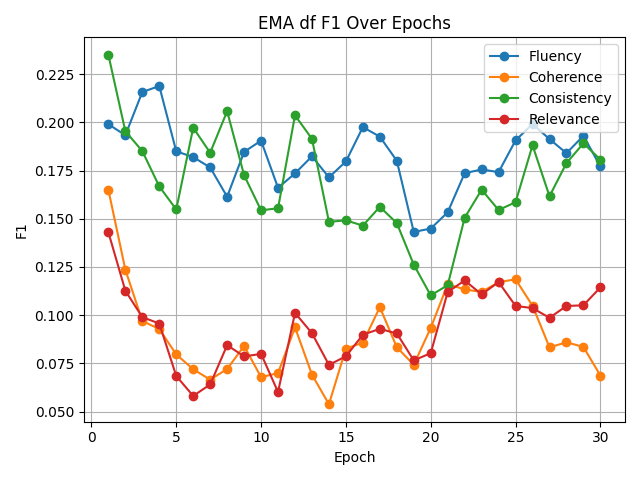 EMA df F1 Over Epochs
Fluency
Coherence
Consistency
Relevance
0.225
0.200
0.175
0.150
0.125
0.100
0.075
0.050
F1
0 5 10 15 20 25 30
Epoch